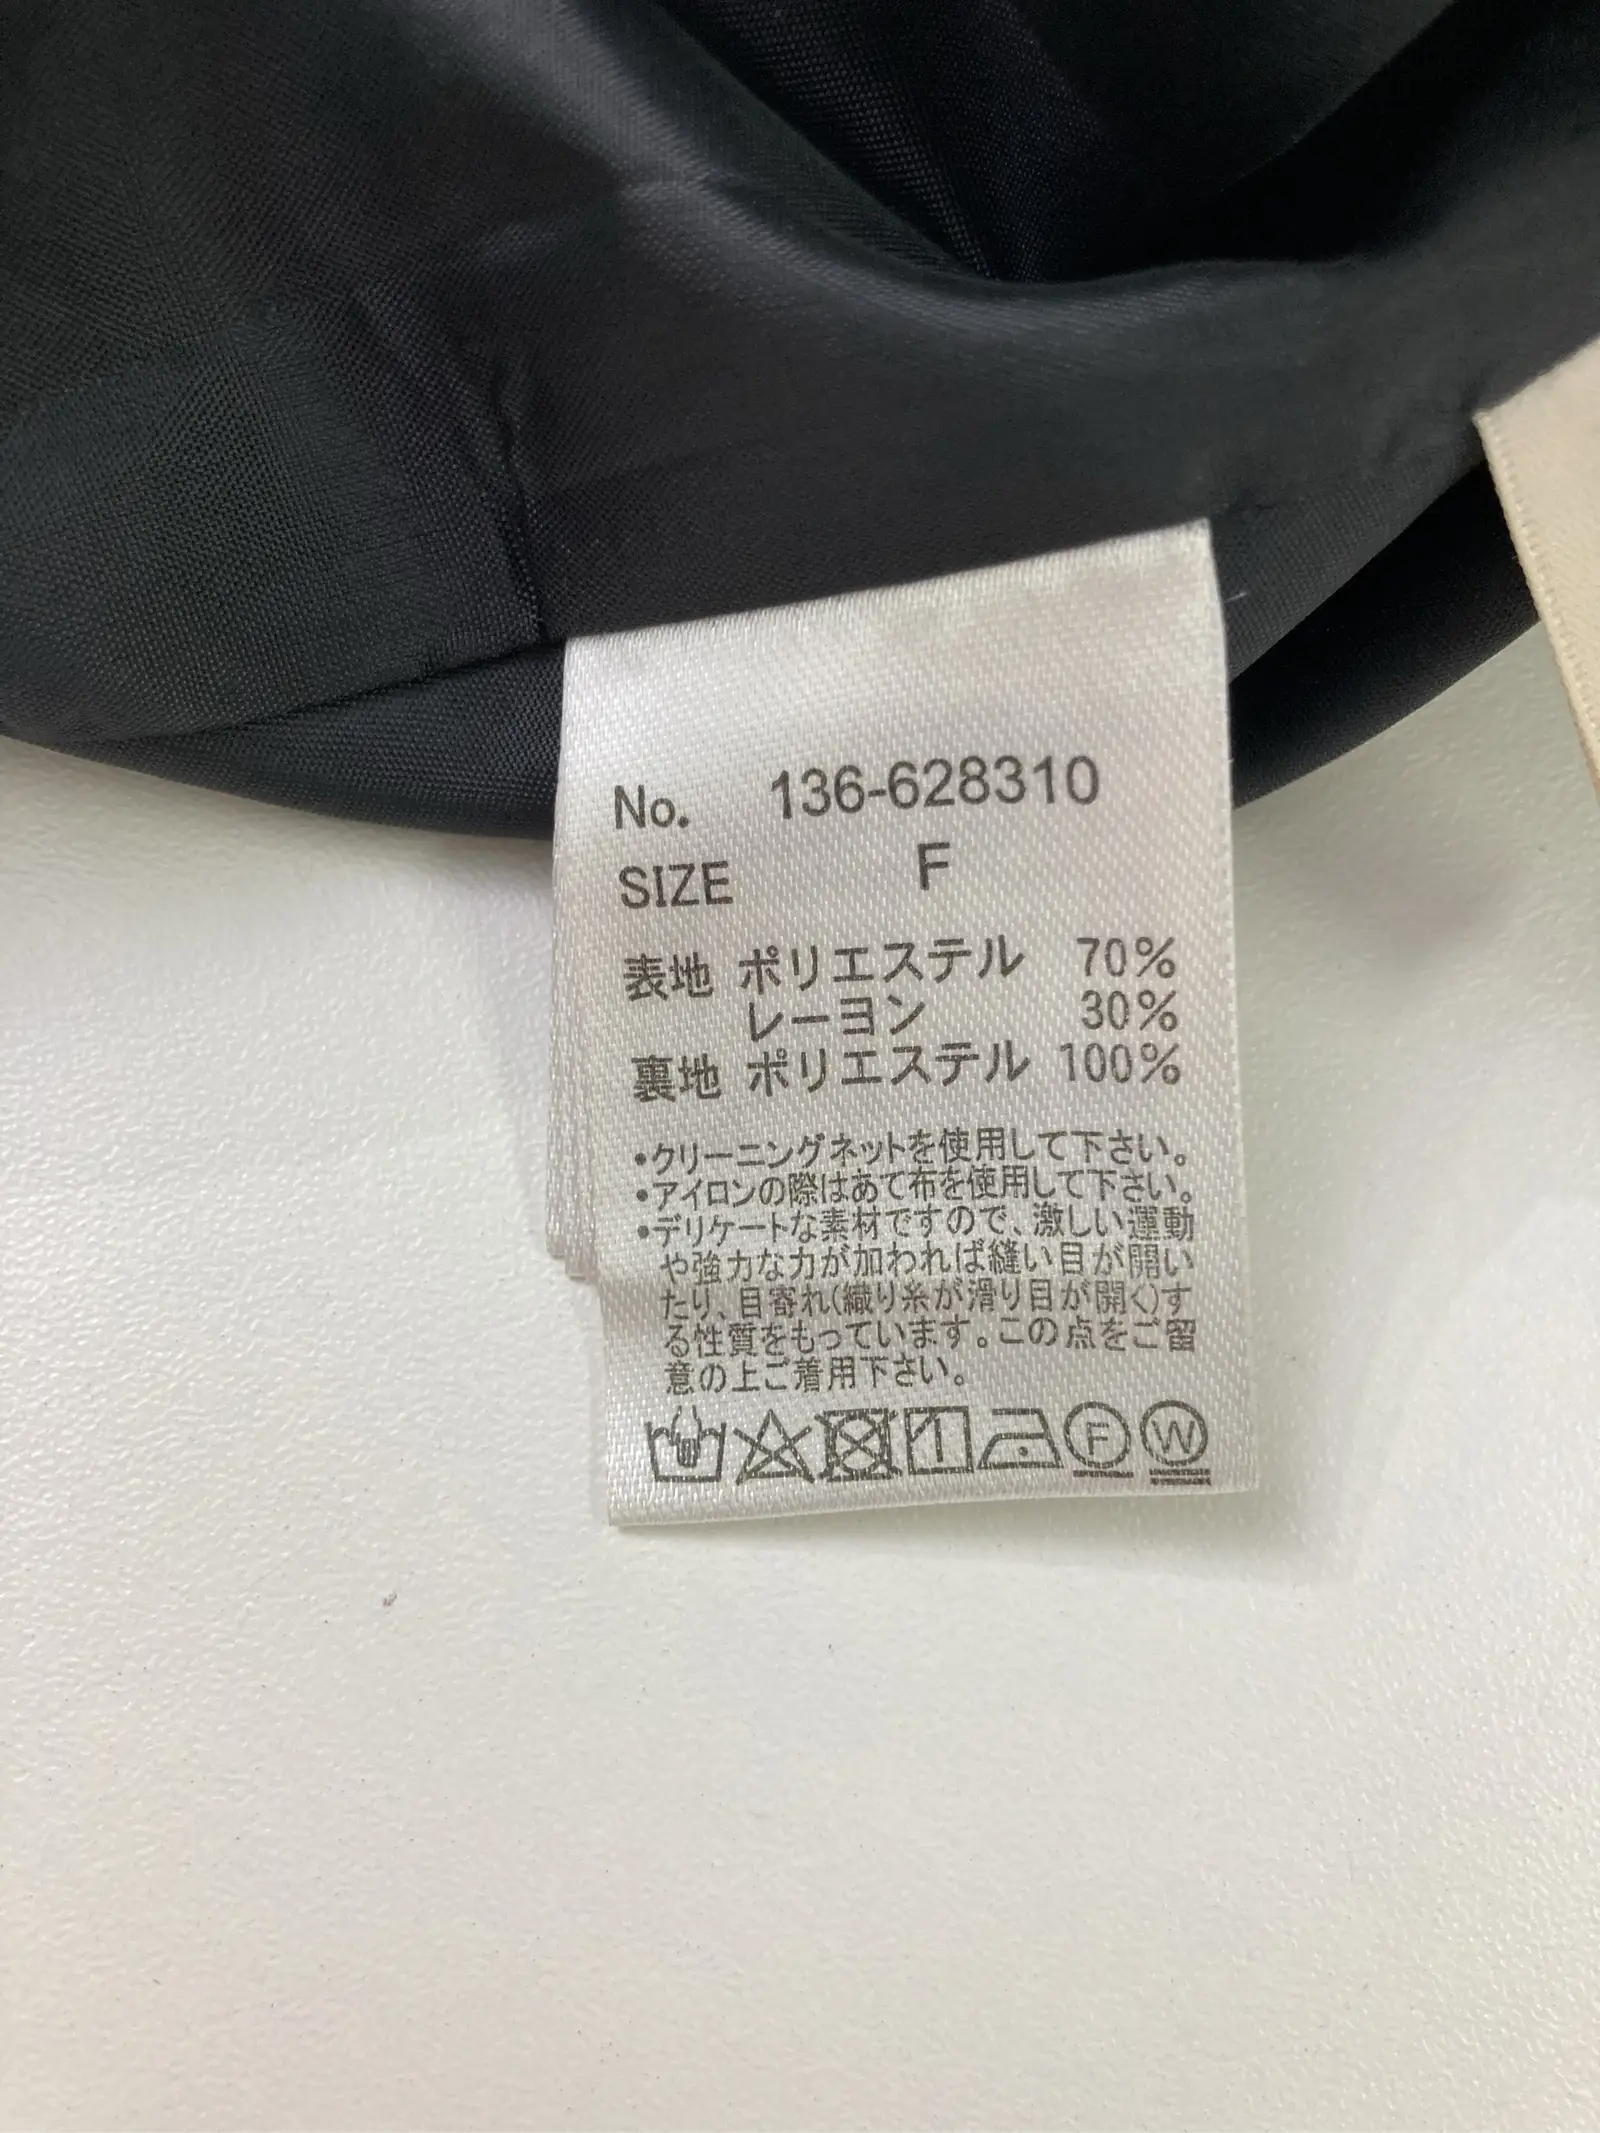 No. 136-628310
SIZE F
表地 ポリエステル 70%
レーヨン 30%
裏地 ポリエステル 100%
•クリーニングネットを使用して下さい。
•アイロンの際はあて布を使用して下さい。
•デリケートな素材ですので、激しい運動
や強力な力が加われば縫い目が開い
たり、目寄れ(織り糸が滑り目が開く)す
る性質をもっています。この点をご留
意の上ご着用下さい。
F W